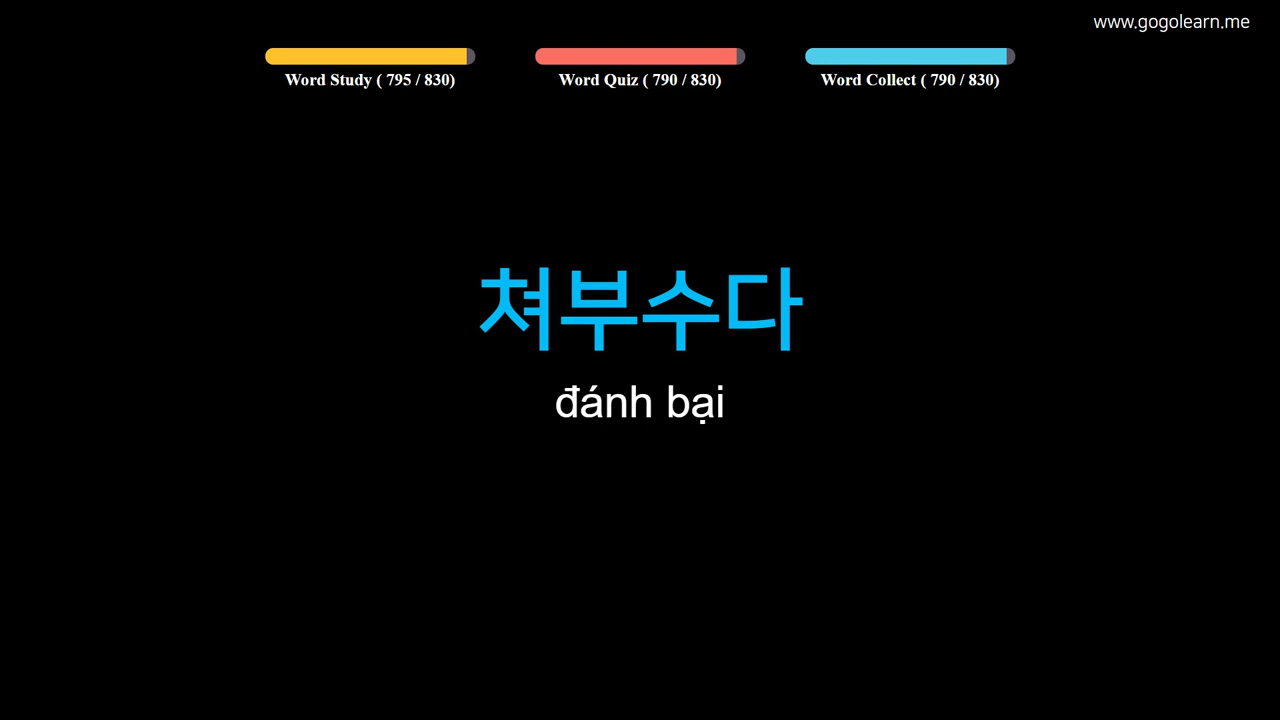 www.gogolearn.me
Word Study ( 795 / 830)
Word Quiz ( 790 / 830)
Word Collect ( 790 / 830)
쳐부수다
đánh bại